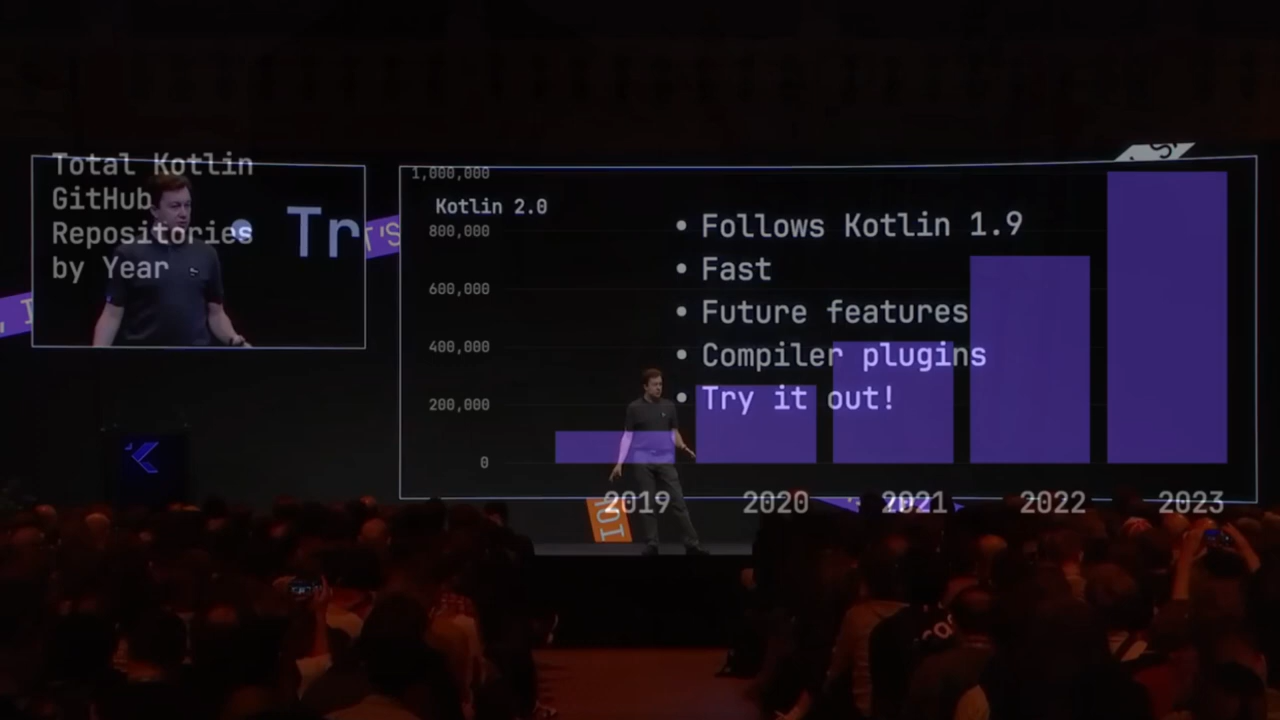 Total Kotlin
GitHub
Repositories
by Year
• Tr
T'S
1,000,000
800,000
600,000
400,000
200,000
0
Kotlin 2.0
• Follows Kotlin 1.9
• Fast
• Future features
• Compiler plugins
• Try it out!
2019
2020
2021
2022
2023